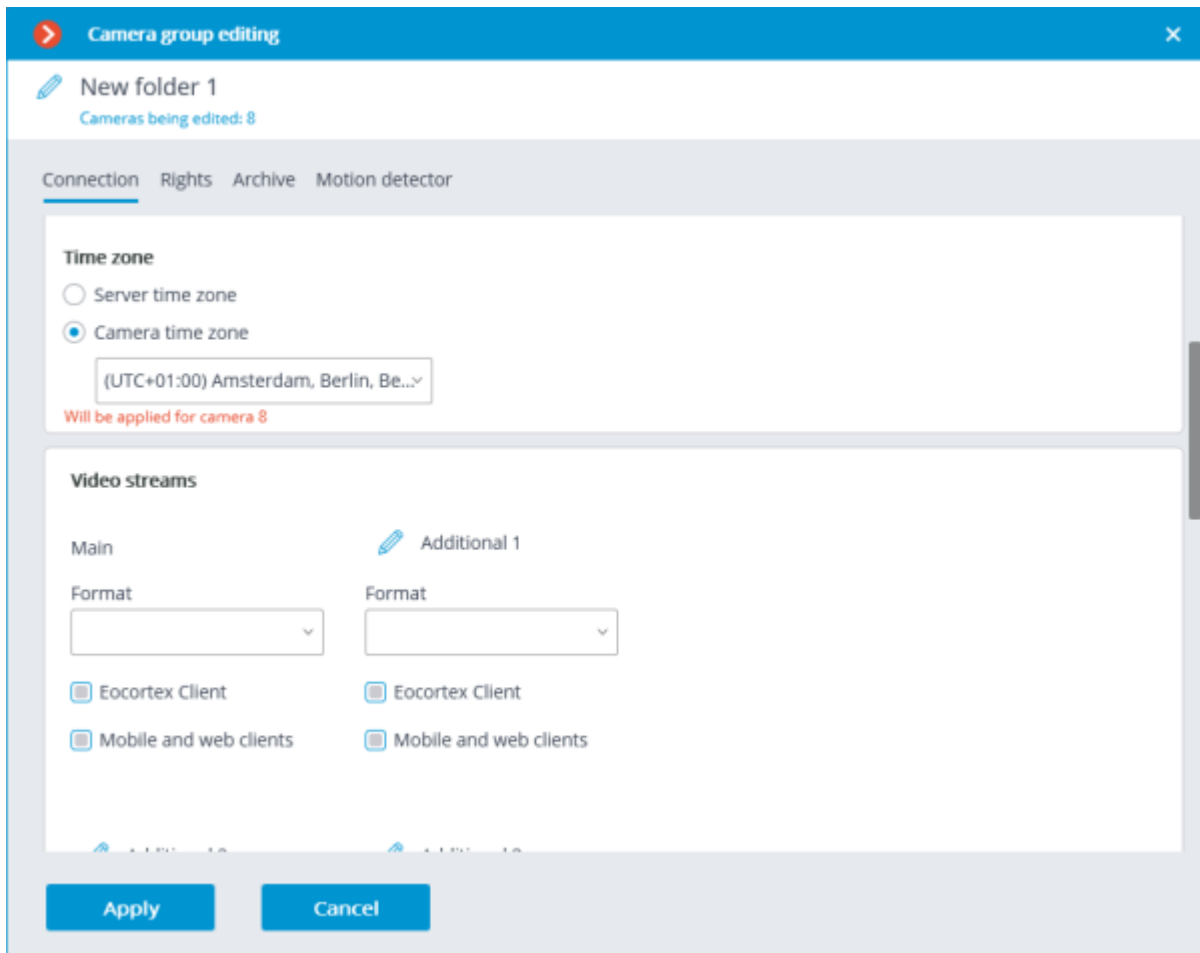 Camera group editing
New folder 1
Cameras being edited: 8
Connection Rights Archive Motion detector
Time zone
Server time zone
Camera time zone
(UTC+01:00) Amsterdam, Berlin, Be...
Will be applied for camera 8
Video streams
Main Additional 1
Format Format
Eocortex Client Eocortex Client
Mobile and web clients Mobile and web clients
Apply Cancel